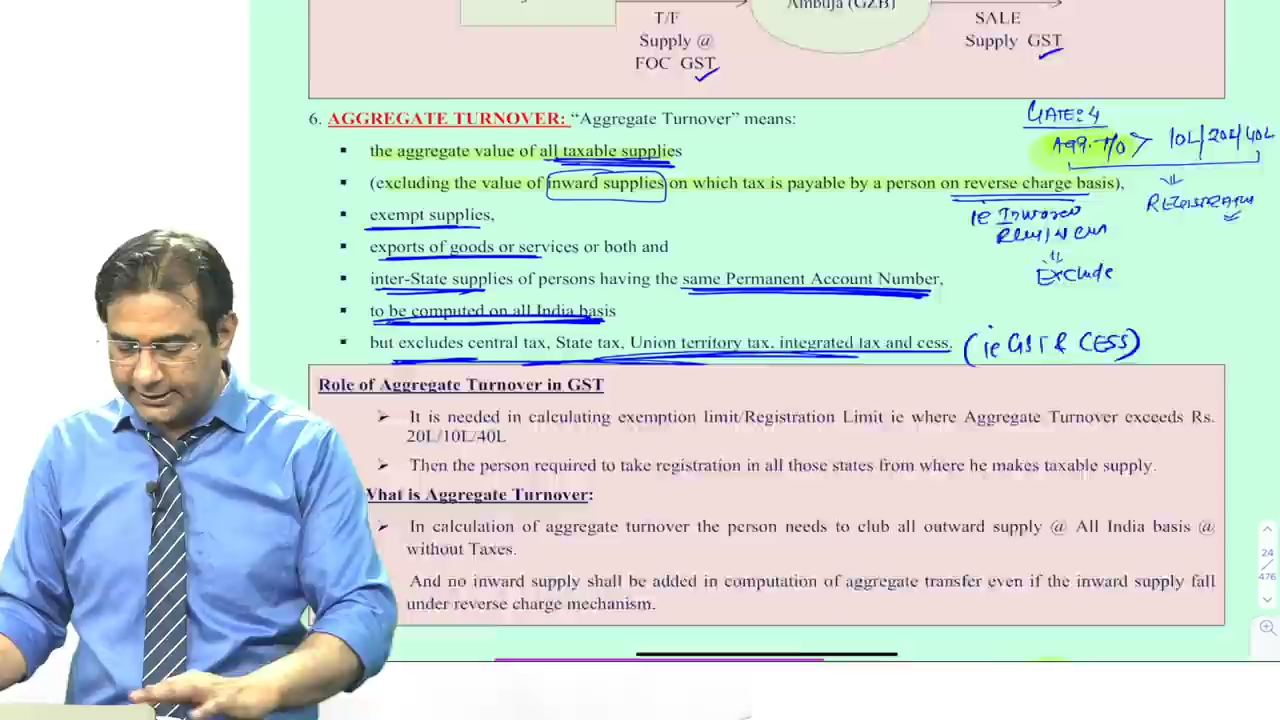 Ambuja (GZB)
T/F
Supply @
FOC GST
SALE
Supply GST
6. AGGREGATE TURNOVER: “Aggregate Turnover” means:
▪ the aggregate value of all taxable supplies
▪ (excluding the value of inward supplies on which tax is payable by a person on reverse charge basis),
▪ exempt supplies,
▪ exports of goods or services or both and
▪ inter-State supplies of persons having the same Permanent Account Number,
▪ to be computed on all India basis
▪ but excludes central tax, State tax, Union territory tax, integrated tax and cess.
(ie GST & CESS)
GATE: 4
AGG. T/O > 10L/20L/40L
REGISTRATION
ie Inward
Exclude
Role of Aggregate Turnover in GST
➢ It is needed in calculating exemption limit/Registration Limit ie where Aggregate Turnover exceeds Rs.
20L/10L/40L
➢ Then the person required to take registration in all those states from where he makes taxable supply.
What is Aggregate Turnover:
➢ In calculation of aggregate turnover the person needs to club all outward supply @ All India basis @
without Taxes.
And no inward supply shall be added in computation of aggregate transfer even if the inward supply fall
under reverse charge mechanism.
24
/
476